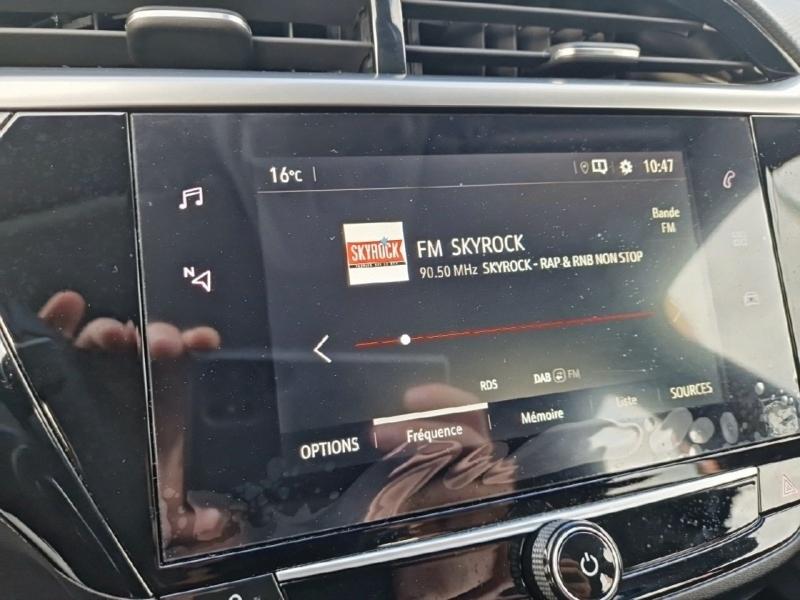 16°C
10:47
Bande
FM
SKYROCK
FM SKYROCK
90.50 MHz SKYROCK - RAP & RNB NON STOP
N
RDS DAB FM
OPTIONS Fréquence Mémoire Liste SOURCES